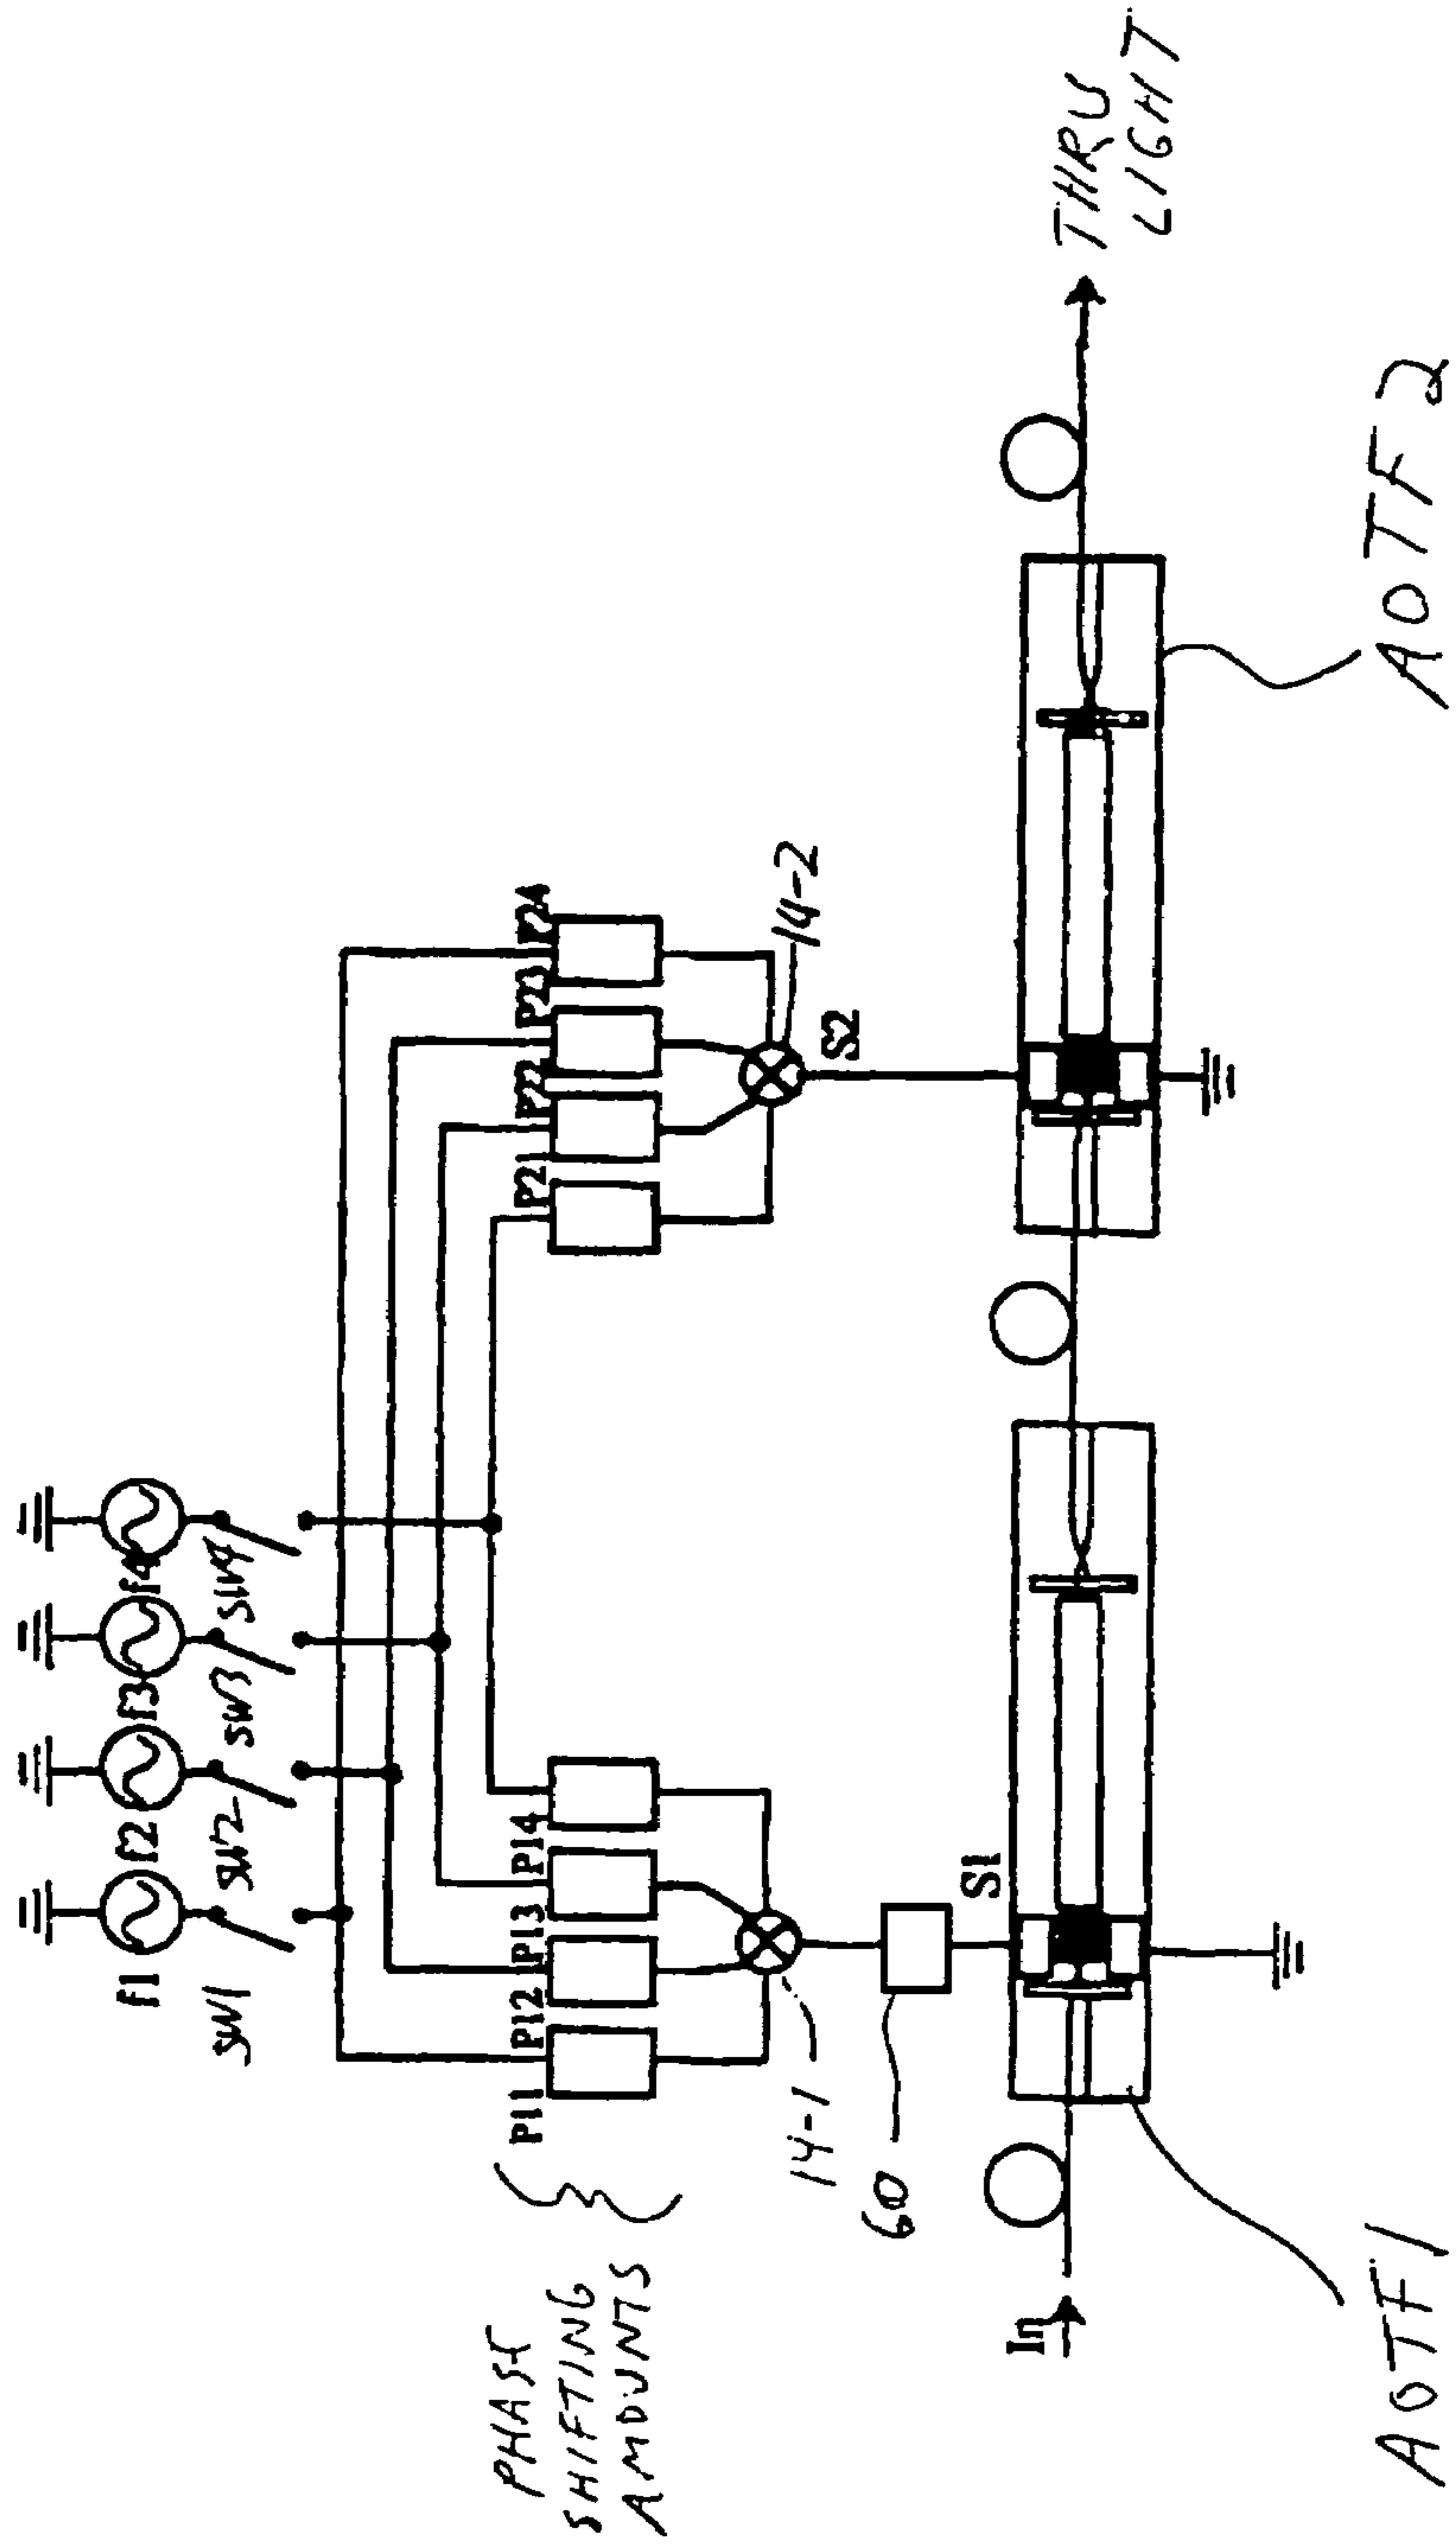 f1
f2
f3
f4
SW1
SW2
SW3
SW4
PHASE
SHIFTING
AMOUNTS
P11
P12
P13
P14
P21
P22
P23
P24
14-1
14-2
60
S1
S2
In
THRU
LIGHT
AOTF1
AOTF2